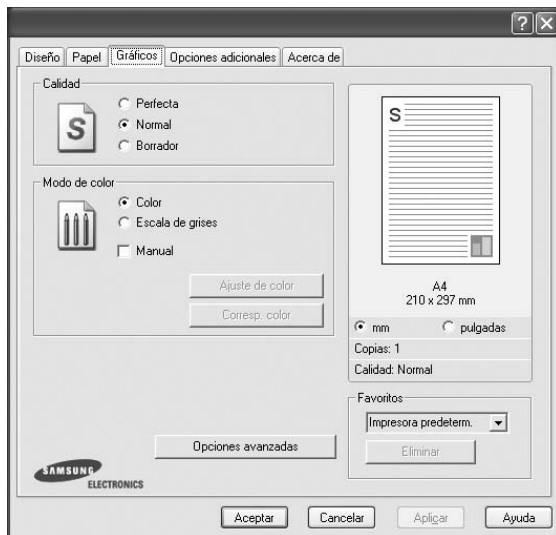 Diseño Papel Gráficos Opciones adicionales Acerca de
Calidad
S
Perfecta
Normal
Borrador
Modo de color
Color
Escala de grises
Manual
Ajuste de color
Corresp. color
Opciones avanzadas
SAMSUNG
ELECTRONICS
S
A4
210 x 297 mm
mm pulgadas
Copias: 1
Calidad: Normal
Favoritos
Impresora predeterm.
Eliminar
Aceptar Cancelar Aplicar Ayuda